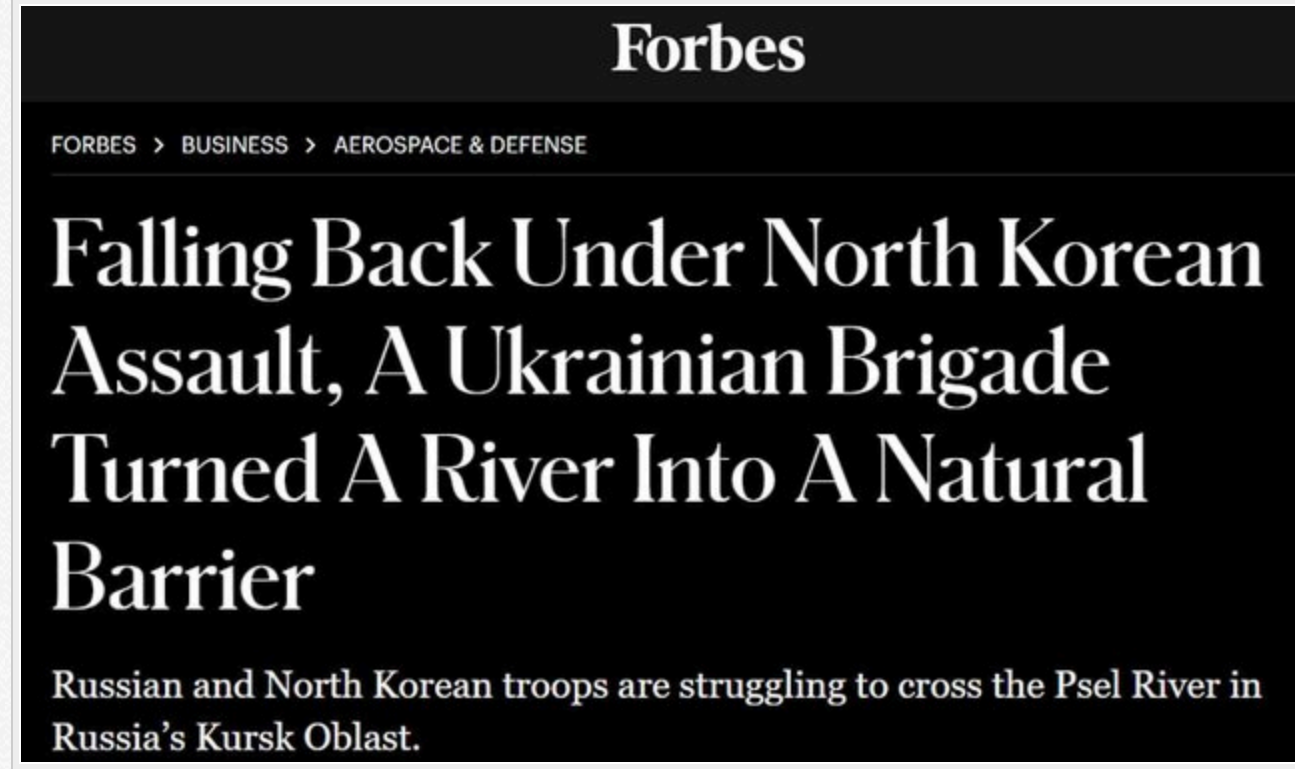 Forbes
FORBES > BUSINESS > AEROSPACE & DEFENSE
Falling Back Under North Korean
Assault, A Ukrainian Brigade
Turned A River Into A Natural
Barrier
Russian and North Korean troops are struggling to cross the Psel River in
Russia’s Kursk Oblast.